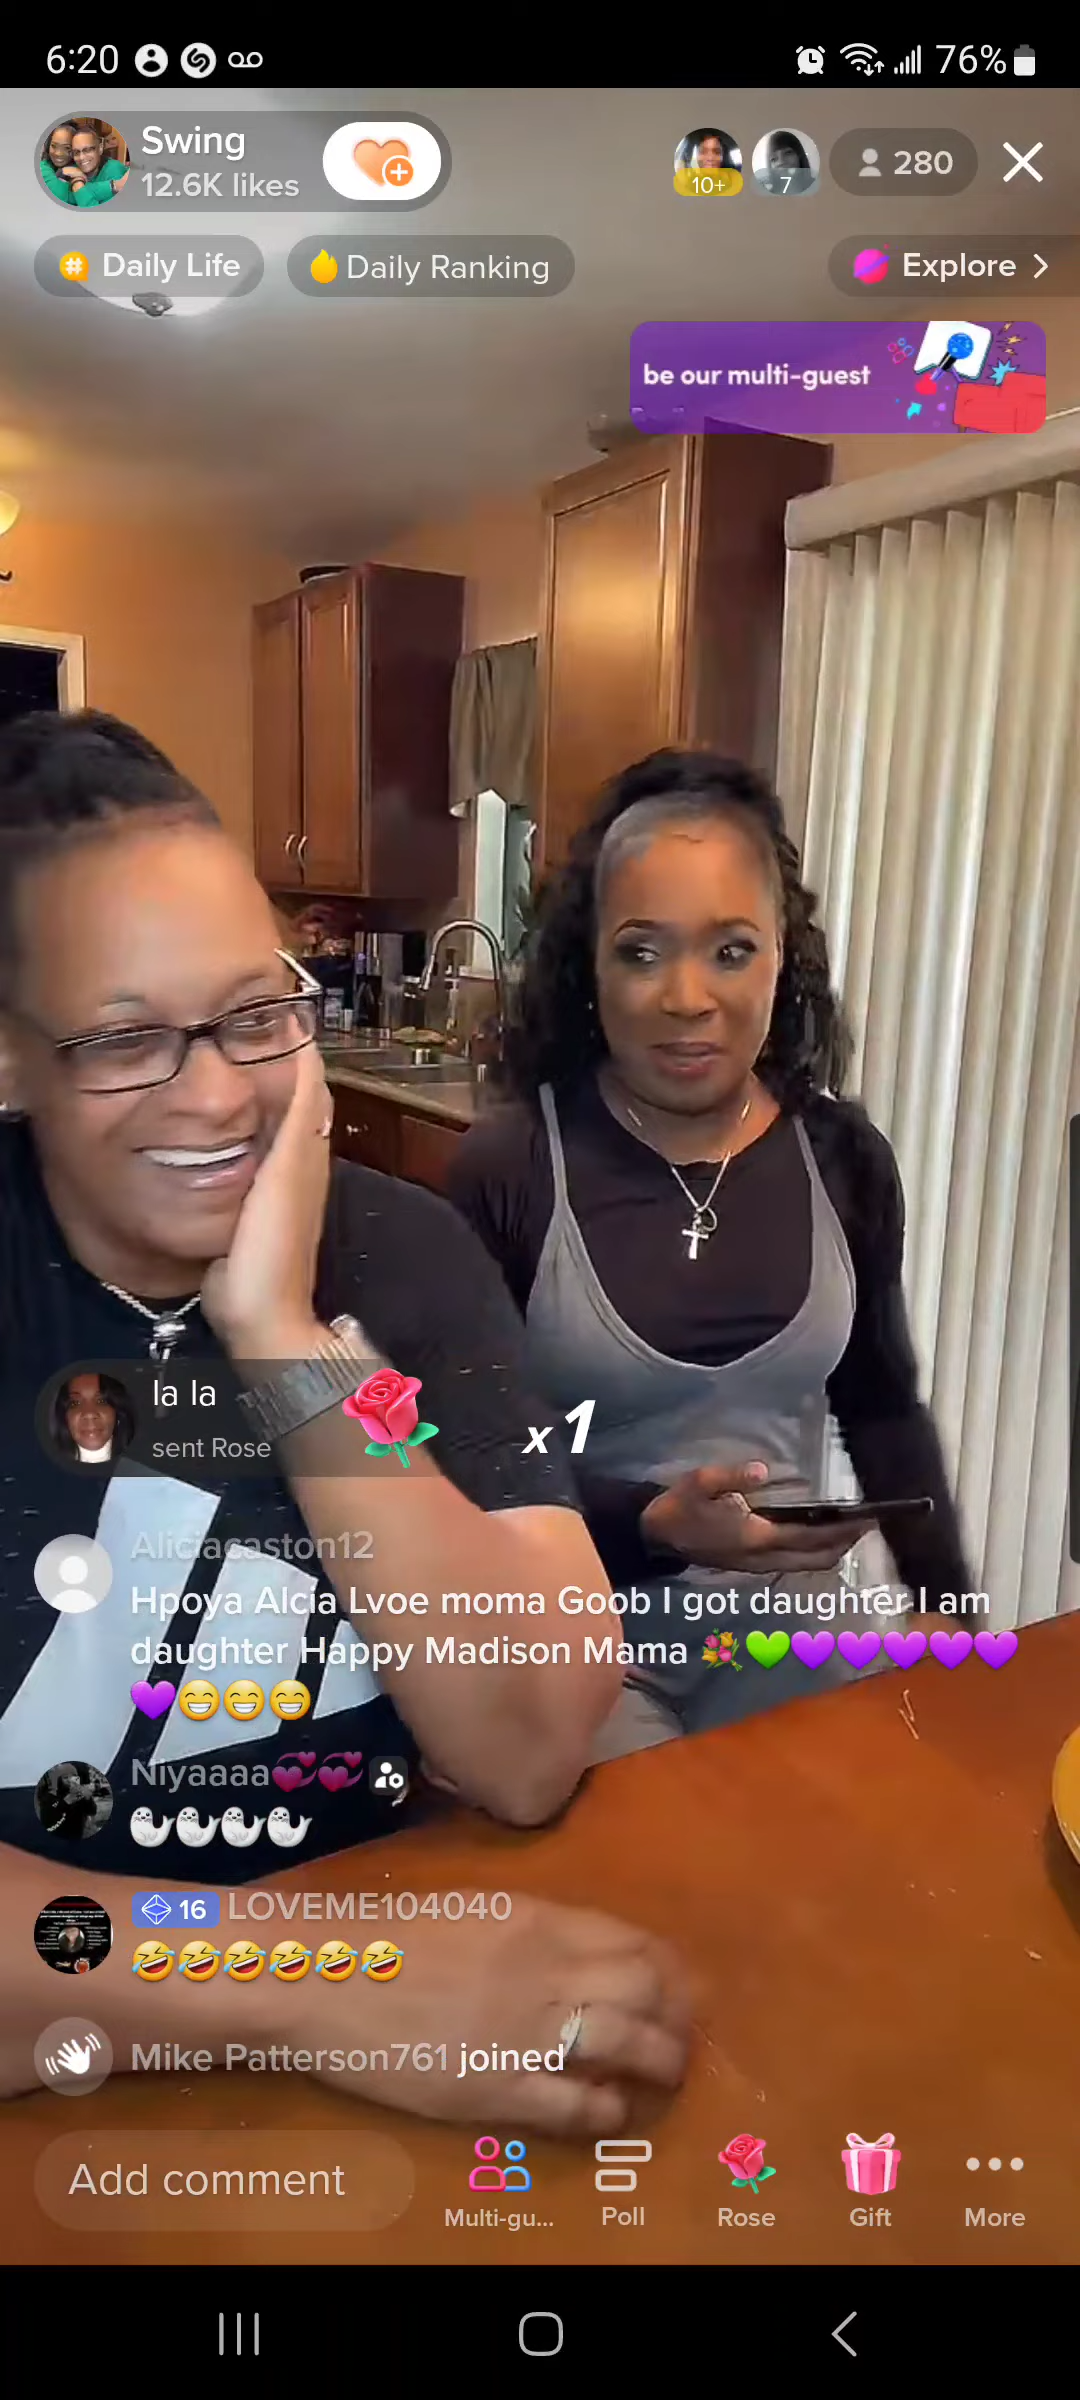 6:20 76%
Swing
12.6K likes
10+ 7 280
Daily Life Daily Ranking Explore
be our multi-guest
la la
sent Rose x1
Aliciacaston12
Hpoya Alcia Lvoe moma Goob I got daughter I am
daughter Happy Madison Mama 💐💚💜💜💜💜💜
💜😁😁😁
Niyaaaa💞💞
🦭🦭🦭🦭
16 LOVEME104040
🤣🤣🤣🤣🤣🤣
Mike Patterson761 joined
Add comment
Multi-gu... Poll Rose Gift More